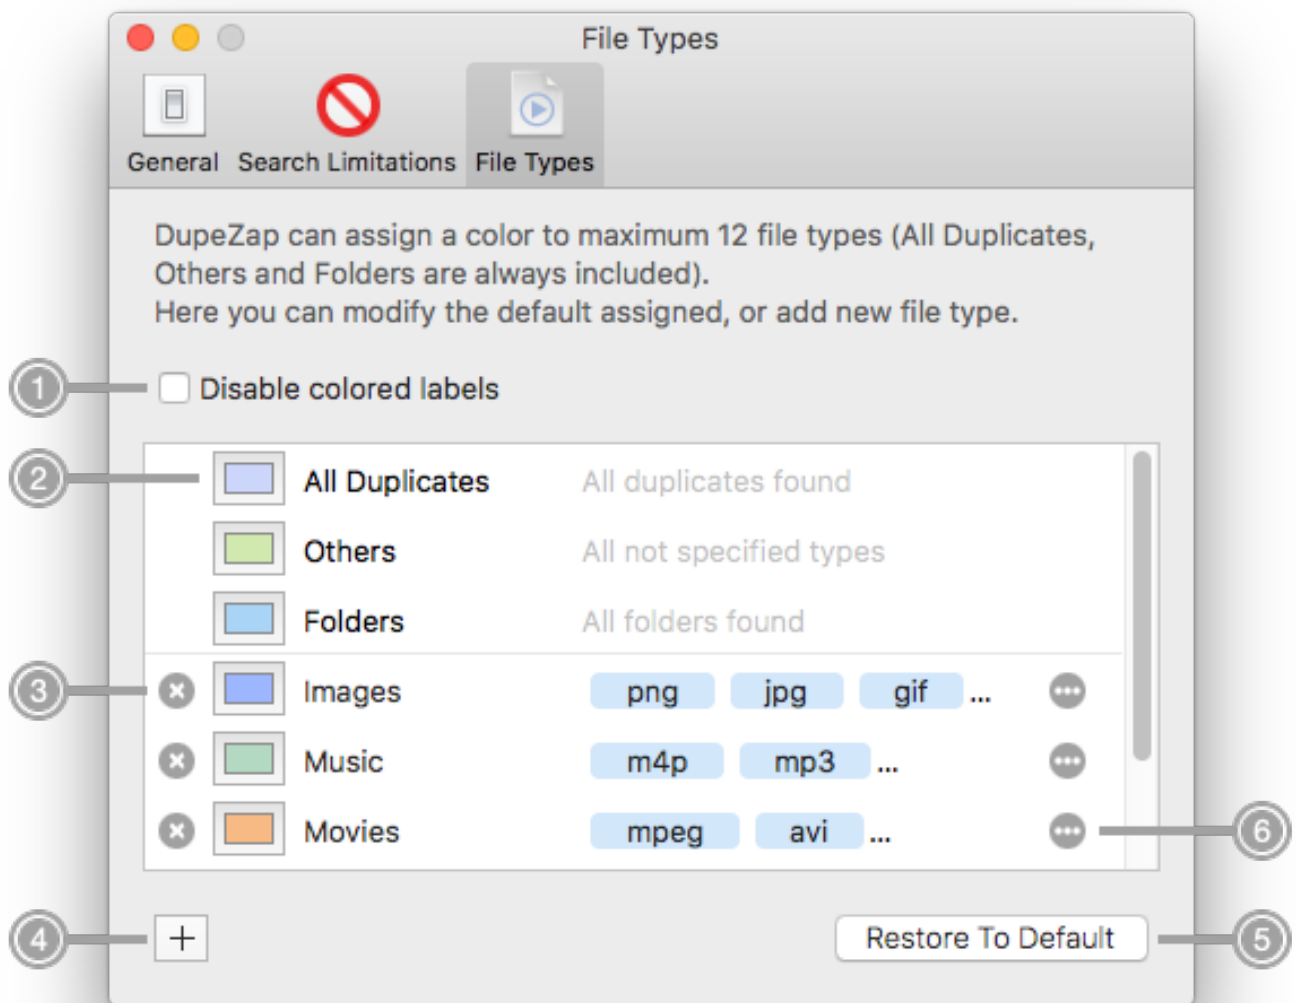 File Types
General Search Limitations File Types
DupeZap can assign a color to maximum 12 file types (All Duplicates,
Others and Folders are always included).
Here you can modify the default assigned, or add new file type.
1 Disable colored labels
2 All Duplicates All duplicates found
Others All not specified types
Folders All folders found
3 Images png jpg gif ...
Music m4p mp3 ...
Movies mpeg avi ... 6
4 + Restore To Default 5